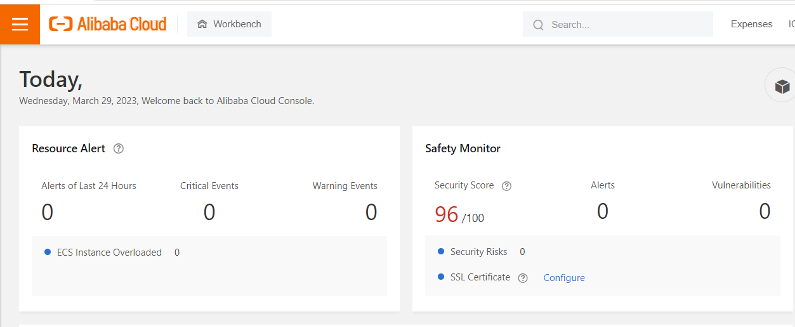 Alibaba Cloud
Workbench
Search...
Expenses
Today,
Wednesday, March 29, 2023, Welcome back to Alibaba Cloud Console.
Resource Alert ?
Alerts of Last 24 Hours Critical Events Warning Events
0 0 0
ECS Instance Overloaded 0
Safety Monitor
Security Score ? Alerts Vulnerabilities
96 /100 0 0
Security Risks 0
SSL Certificate ? Configure